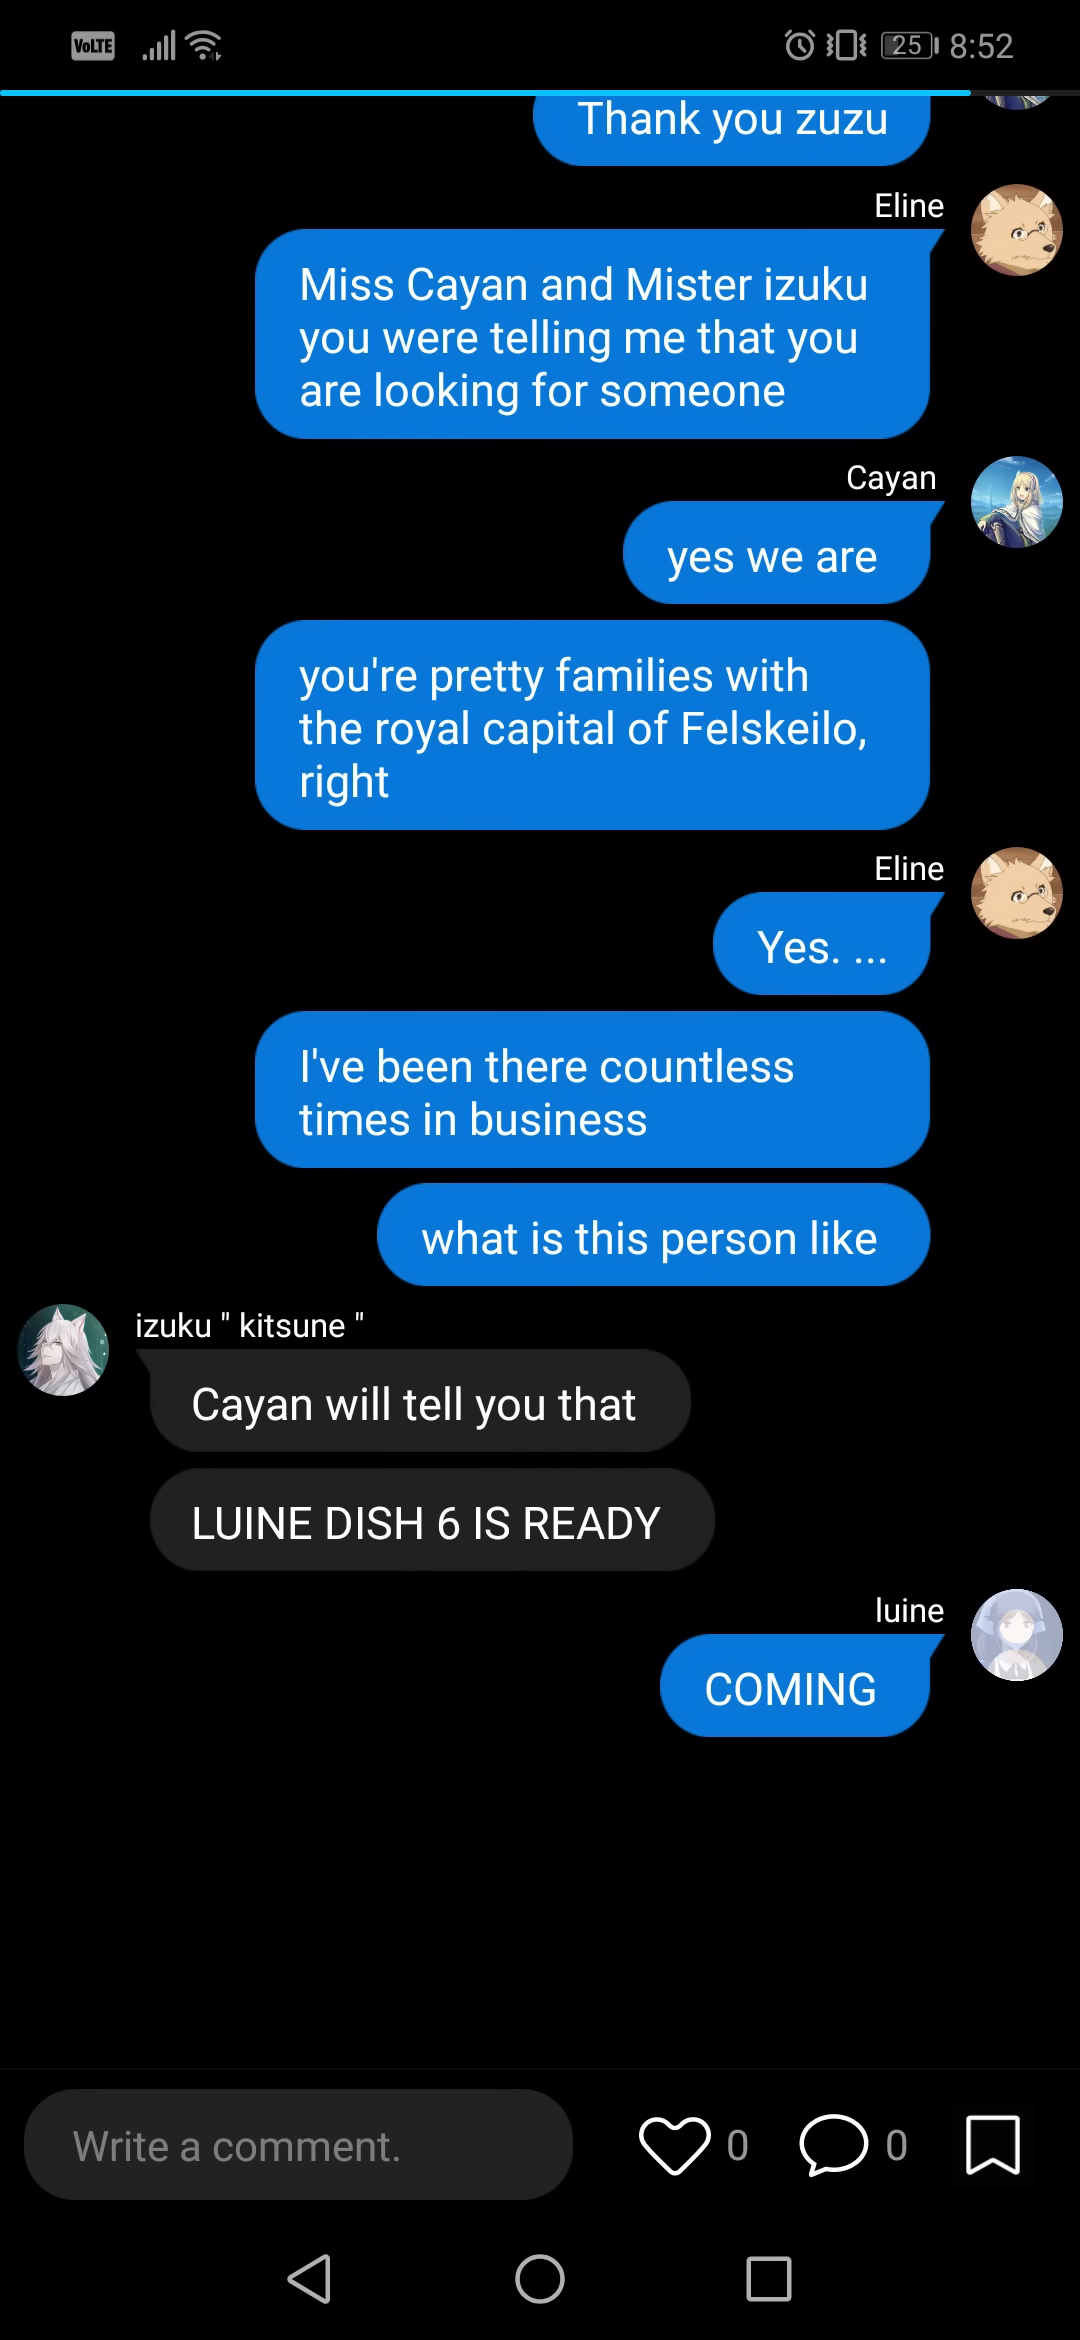 VoLTE
25 8:52
Thank you zuzu
Eline
Miss Cayan and Mister izuku
you were telling me that you
are looking for someone
Cayan
yes we are
you're pretty families with
the royal capital of Felskeilo,
right
Eline
Yes. ...
I've been there countless
times in business
what is this person like
izuku " kitsune "
Cayan will tell you that
LUINE DISH 6 IS READY
luine
COMING
Write a comment.
0
0